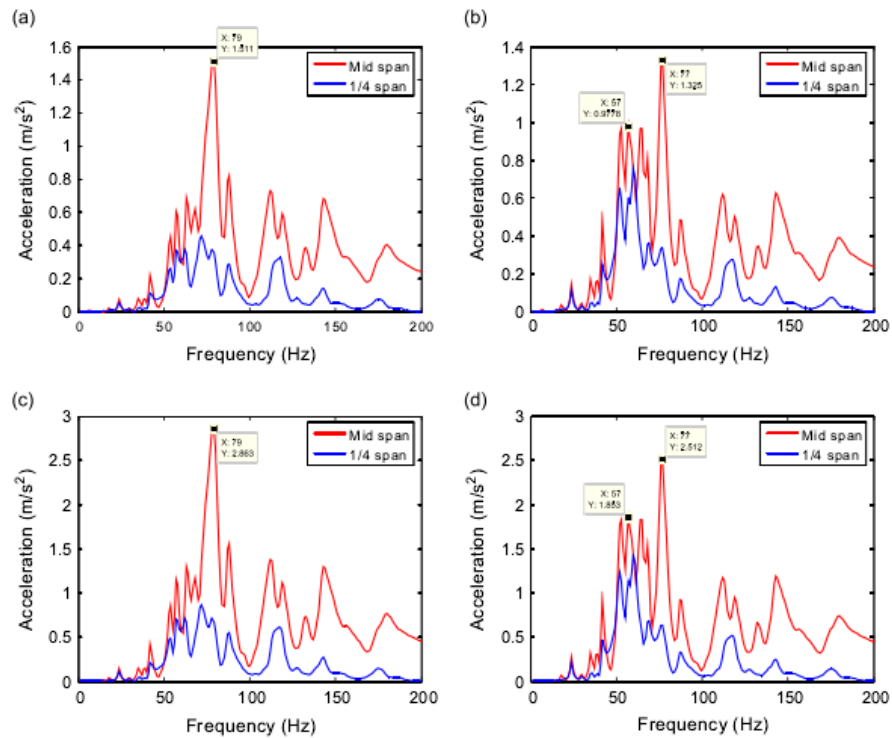 (a)
X: 79
Y: 1.511
Mid span
1/4 span
1.6
1.4
1.2
1
0.8
0.6
0.4
0.2
0
Acceleration (m/s²)
0 50 100 150 200
Frequency (Hz)
(b)
X: 77
Y: 1.325
X: 57
Y: 0.9778
Mid span
1/4 span
1.4
1.2
1
0.8
0.6
0.4
0.2
0
Acceleration (m/s²)
0 50 100 150 200
Frequency (Hz)
(c)
X: 79
Y: 2.863
Mid span
1/4 span
3
2.5
2
1.5
1
0.5
0
Acceleration (m/s²)
0 50 100 150 200
Frequency (Hz)
(d)
X: 77
Y: 2.512
X: 57
Y: 1.853
Mid span
1/4 span
3
2.5
2
1.5
1
0.5
0
Acceleration (m/s²)
0 50 100 150 200
Frequency (Hz)